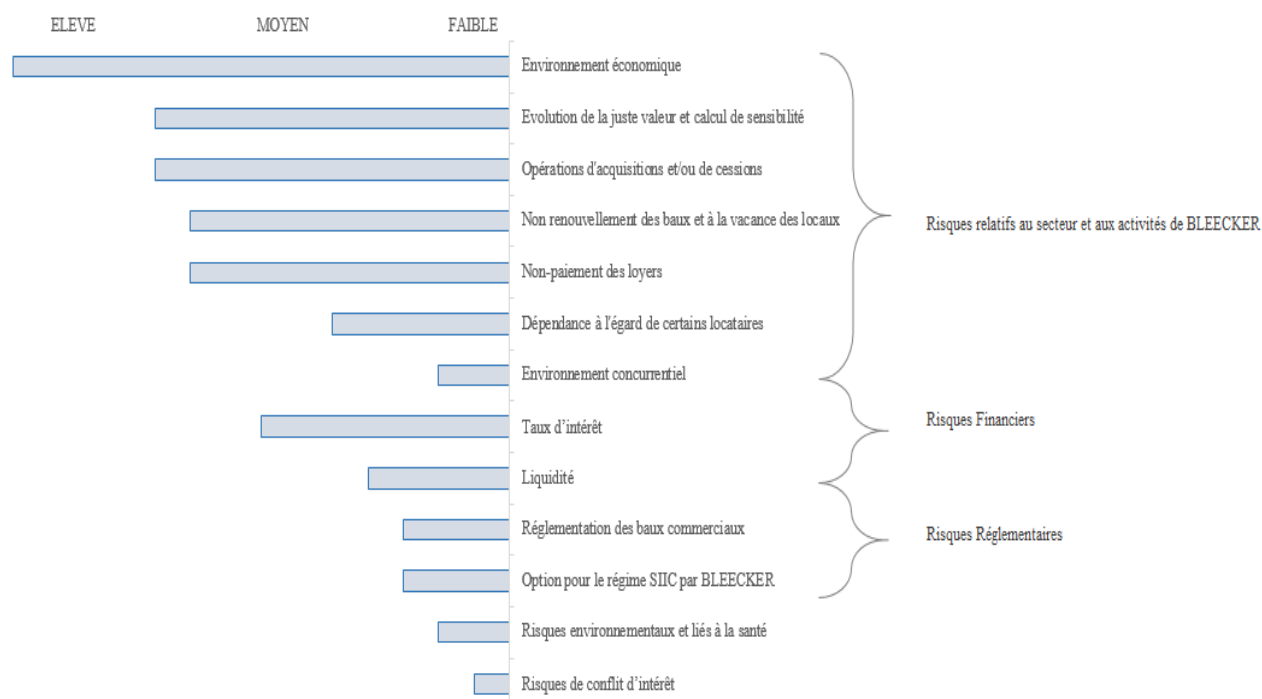 ELEVE MOYEN FAIBLE
Environnement économique
Evolution de la juste valeur et calcul de sensibilité
Opérations d'acquisitions et/ou de cessions
Non renouvellement des baux et à la vacance des locaux
Risques relatifs au secteur et aux activités de BLEECKER
Non-paiement des loyers
Dépendance à l'égard de certains locataires
Environnement concurrentiel
Taux d’intérêt
Risques Financiers
Liquidité
Réglementation des baux commerciaux
Risques Réglementaires
Option pour le régime SIIC par BLEECKER
Risques environnementaux et liés à la santé
Risques de conflit d’intérêt